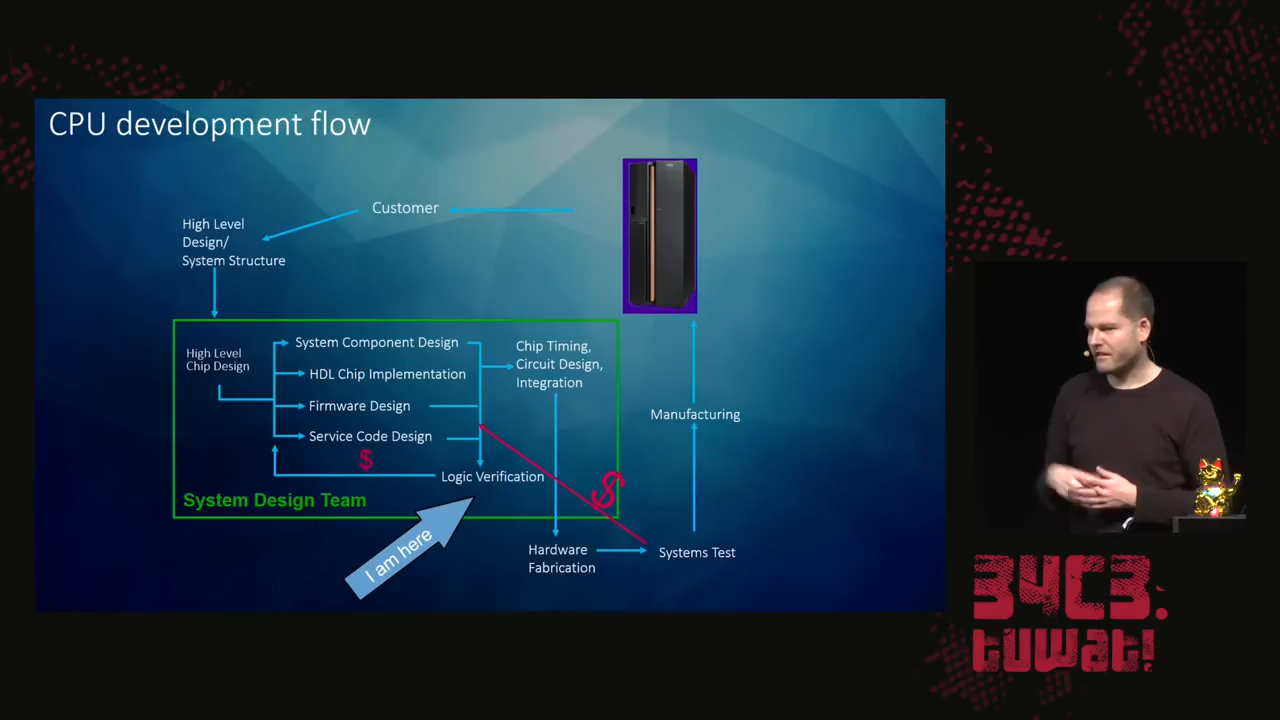 CPU development flow
Customer
High Level
Design/
System Structure
High Level
Chip Design
System Component Design
HDL Chip Implementation
Firmware Design
Service Code Design
$
Logic Verification
System Design Team
Chip Timing,
Circuit Design,
Integration
$
I am here
Hardware
Fabrication
Systems Test
Manufacturing
34C3.
tuwat!